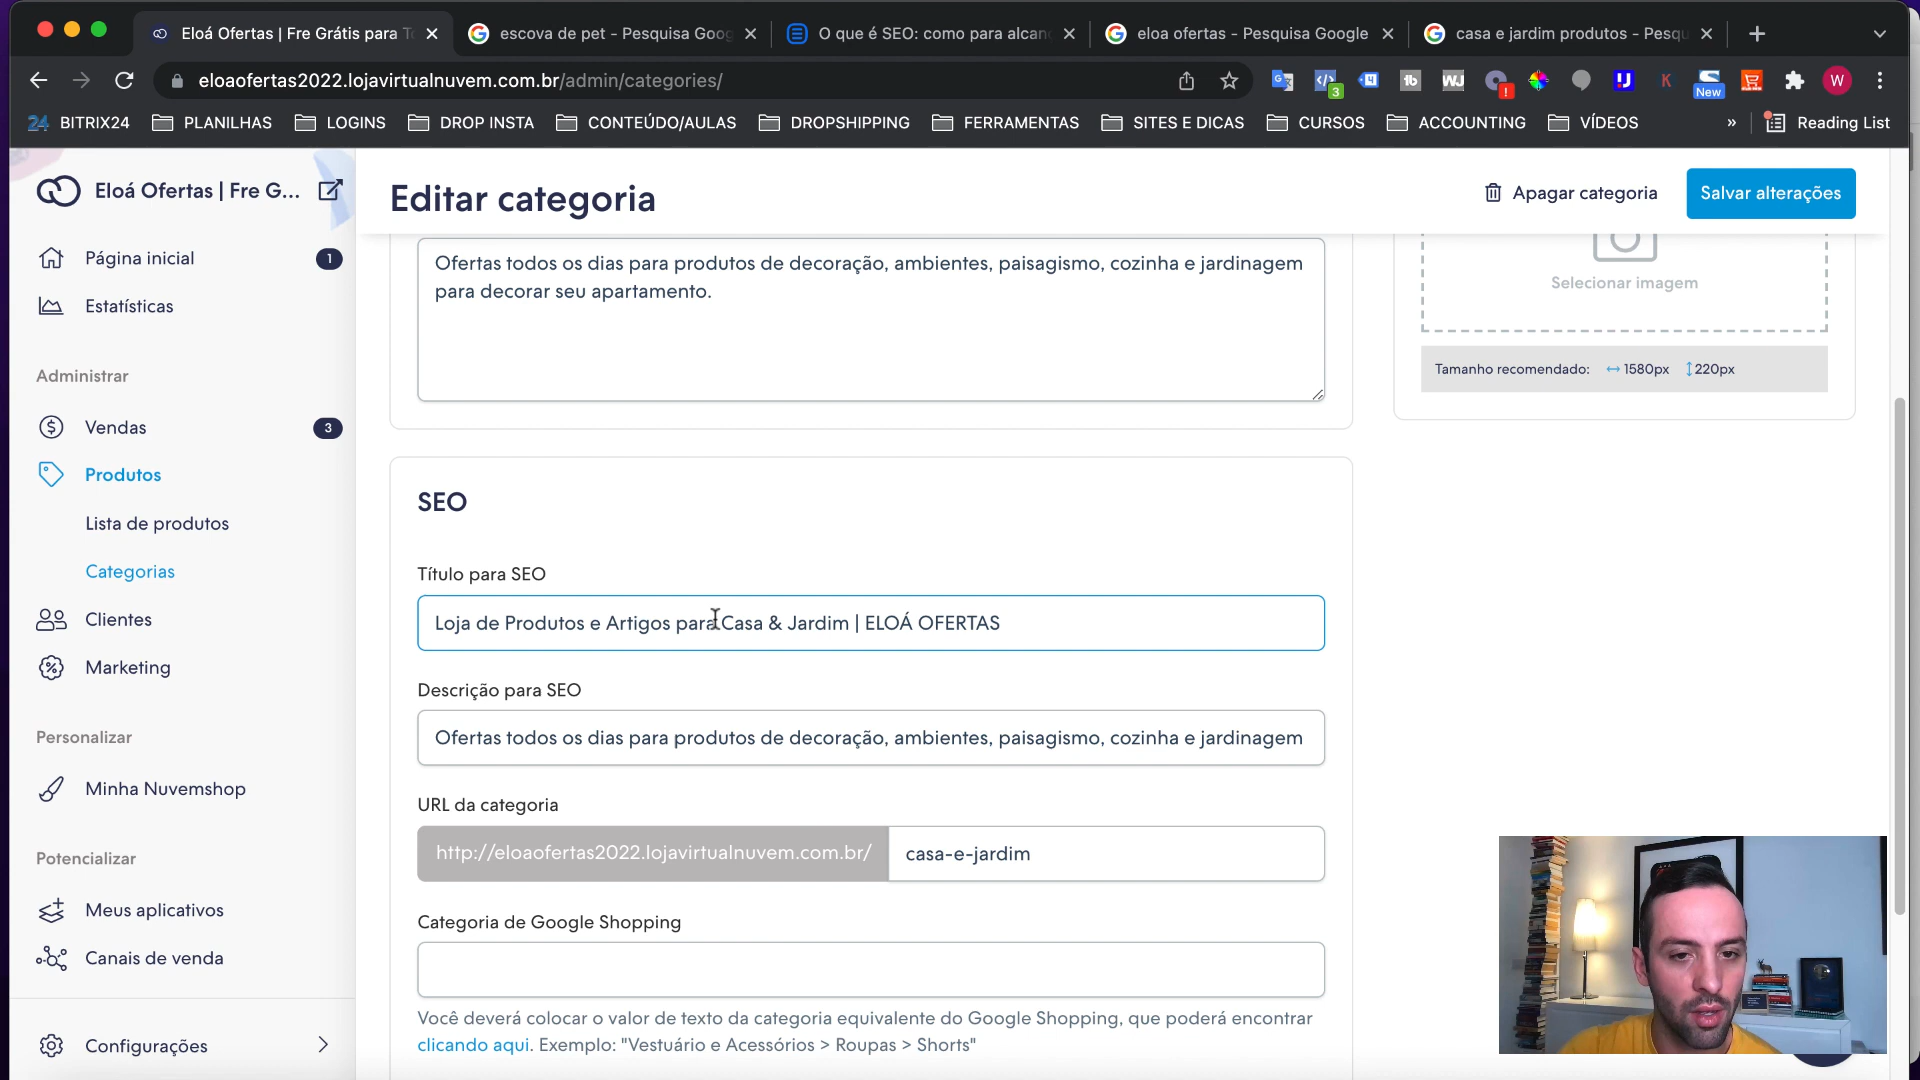 Eloá Ofertas | Fre Grátis para T
escova de pet - Pesquisa Goog
O que é SEO: como para alcan
eloa ofertas - Pesquisa Google
casa e jardim produtos - Pesqu
eloaofertas2022.lojavirtualnuvem.com.br/admin/categories/
3
New
W
24 BITRIX24
PLANILHAS
LOGINS
DROP INSTA
CONTEÚDO/AULAS
DROPSHIPPING
FERRAMENTAS
SITES E DICAS
CURSOS
ACCOUNTING
VÍDEOS
»
Reading List
Eloá Ofertas | Fre G...
Editar categoria
Apagar categoria
Salvar alterações
Página inicial 1
Estatísticas
Administrar
Vendas 3
Produtos
Lista de produtos
Categorias
Clientes
Marketing
Personalizar
Minha Nuvemshop
Potencializar
Meus aplicativos
Canais de venda
Configurações
Ofertas todos os dias para produtos de decoração, ambientes, paisagismo, cozinha e jardinagem
para decorar seu apartamento.
Selecionar imagem
Tamanho recomendado: 1580px 220px
SEO
Título para SEO
Loja de Produtos e Artigos para Casa & Jardim | ELOÁ OFERTAS
Descrição para SEO
Ofertas todos os dias para produtos de decoração, ambientes, paisagismo, cozinha e jardinagem
URL da categoria
http://eloaofertas2022.lojavirtualnuvem.com.br/ casa-e-jardim
Categoria de Google Shopping
Você deverá colocar o valor de texto da categoria equivalente do Google Shopping, que poderá encontrar
clicando aqui. Exemplo: "Vestuário e Acessórios > Roupas > Shorts"